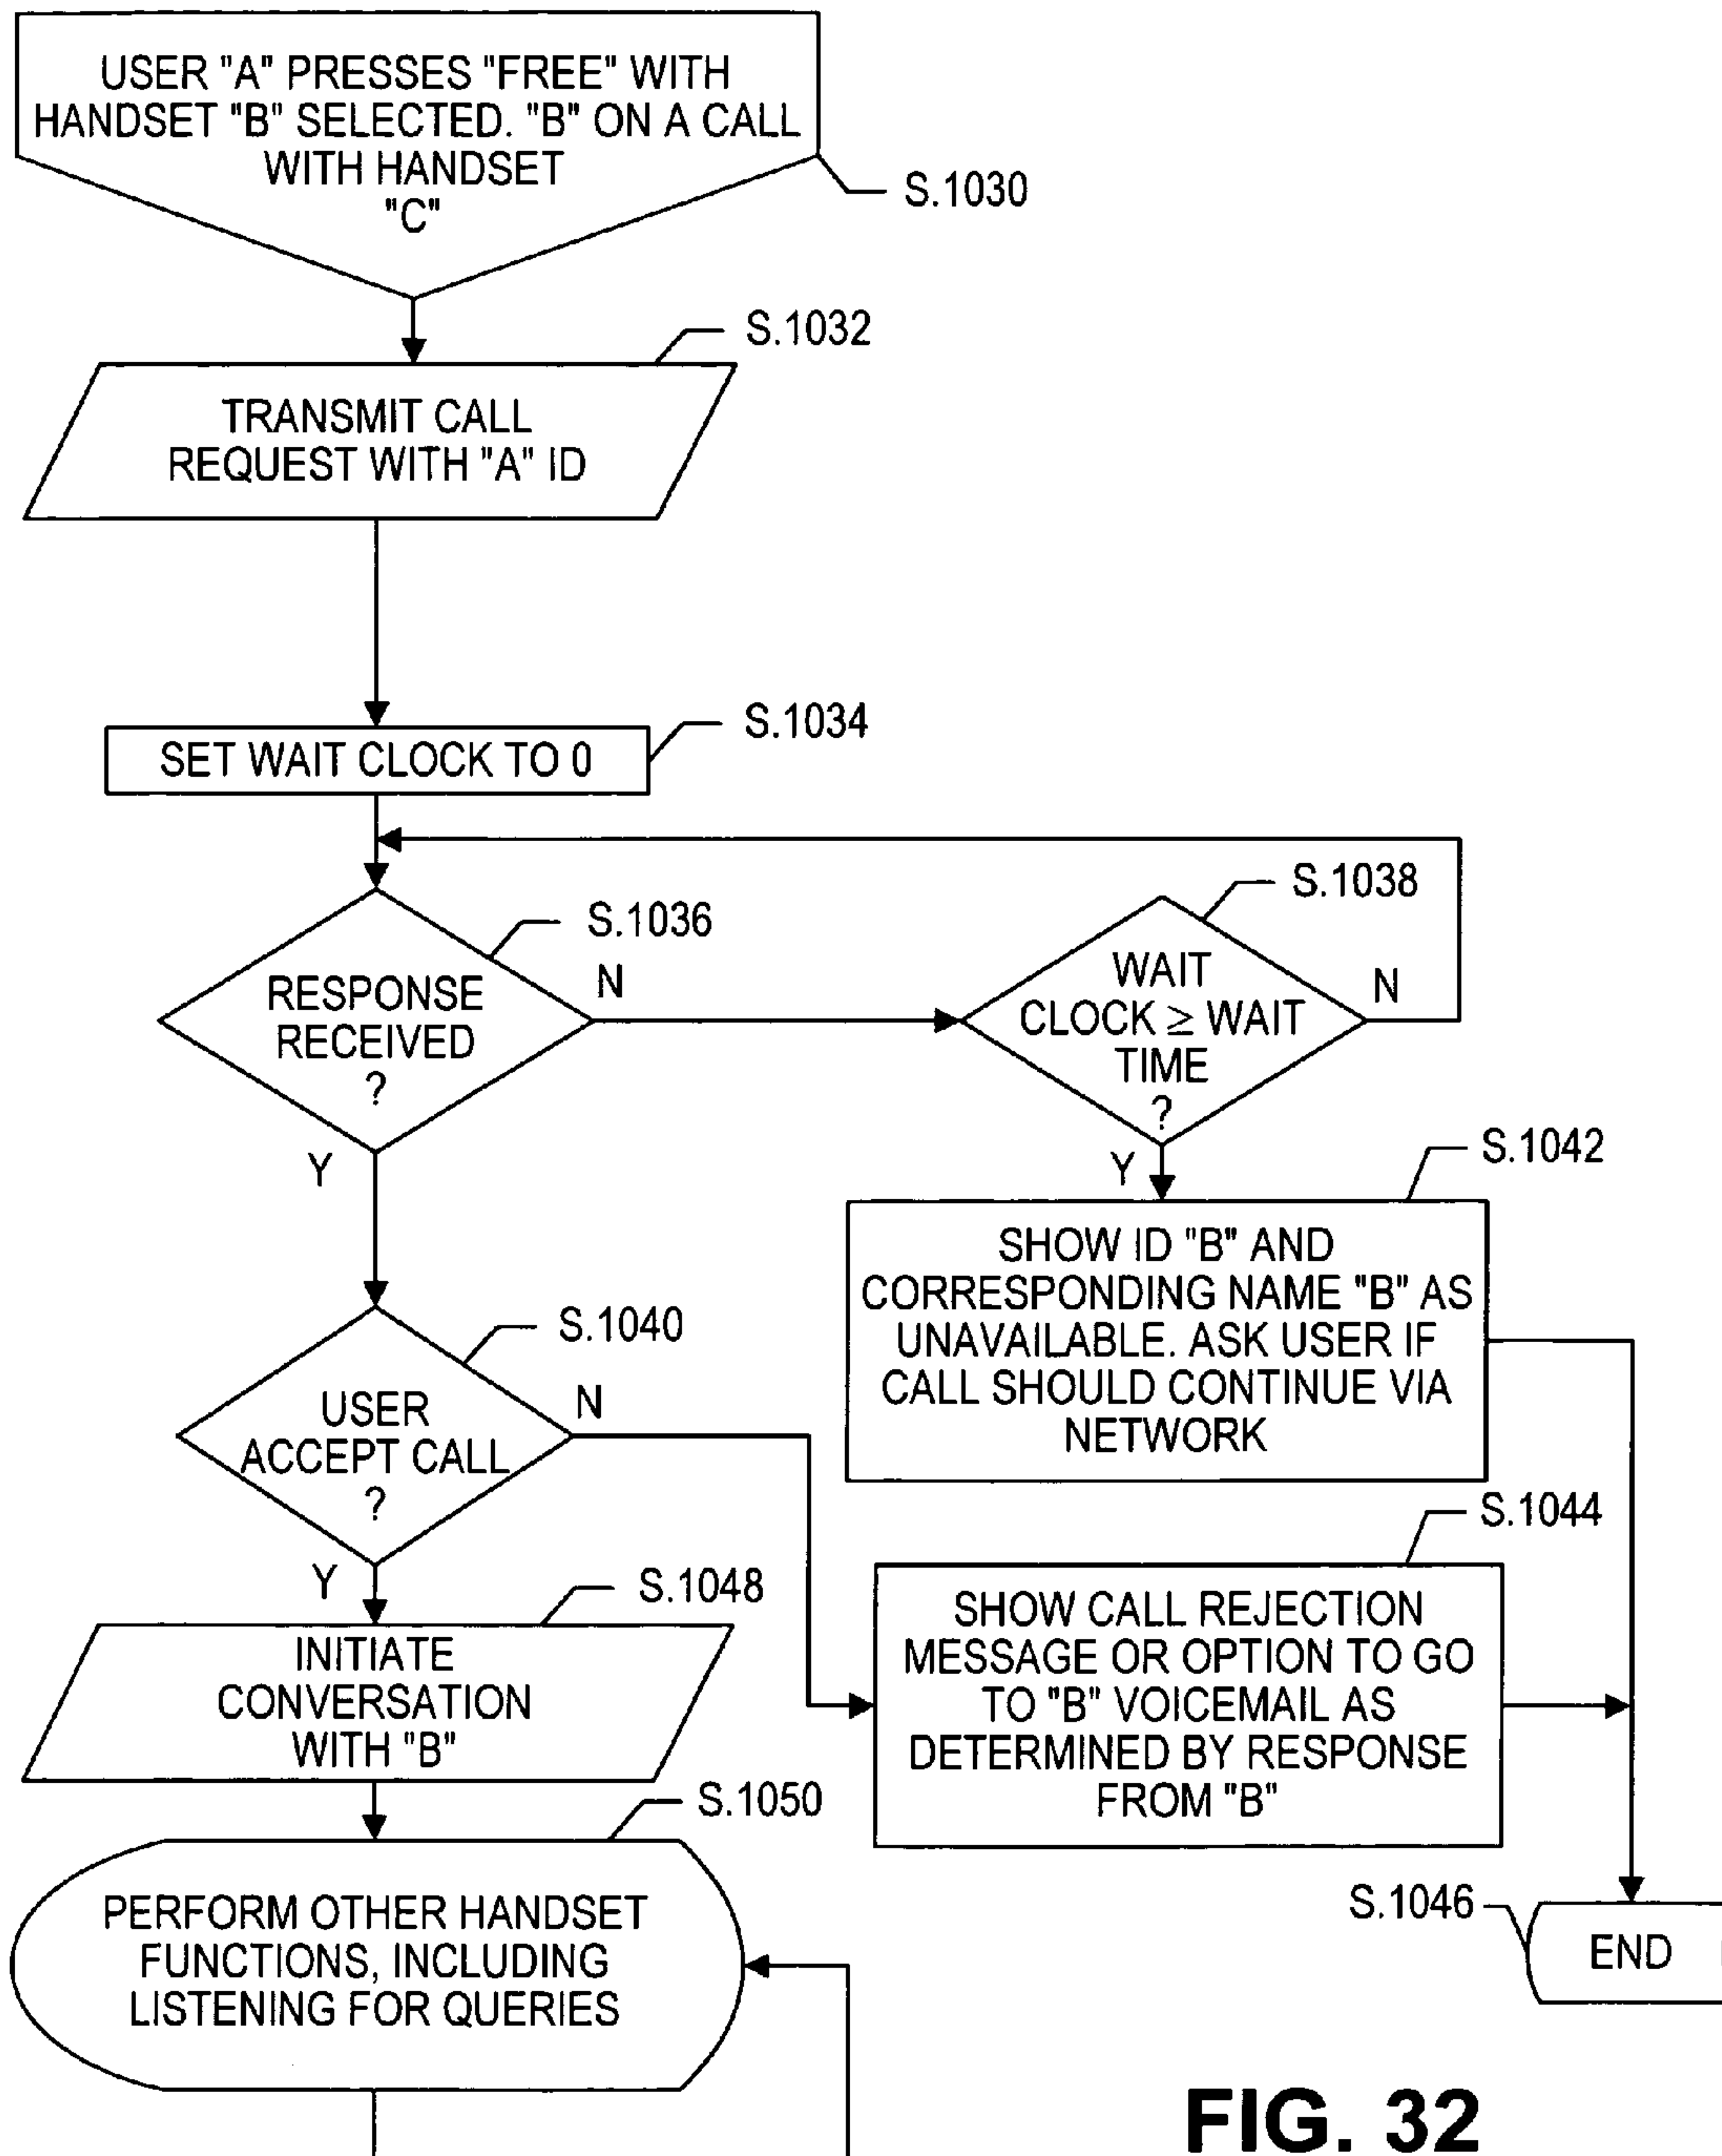 USER "A" PRESSES "FREE" WITH
HANDSET "B" SELECTED. "B" ON A CALL
WITH HANDSET
"C"
S.1030
S.1032
TRANSMIT CALL
REQUEST WITH "A" ID
S.1034
SET WAIT CLOCK TO 0
S.1036
RESPONSE
RECEIVED
?
N
Y
S.1038
WAIT
CLOCK ≥ WAIT
TIME
?
N
Y
S.1042
SHOW ID "B" AND
CORRESPONDING NAME "B" AS
UNAVAILABLE. ASK USER IF
CALL SHOULD CONTINUE VIA
NETWORK
S.1040
USER
ACCEPT CALL
?
N
Y
S.1044
SHOW CALL REJECTION
MESSAGE OR OPTION TO GO
TO "B" VOICEMAIL AS
DETERMINED BY RESPONSE
FROM "B"
S.1048
INITIATE
CONVERSATION
WITH "B"
S.1050
PERFORM OTHER HANDSET
FUNCTIONS, INCLUDING
LISTENING FOR QUERIES
S.1046
END
FIG. 32